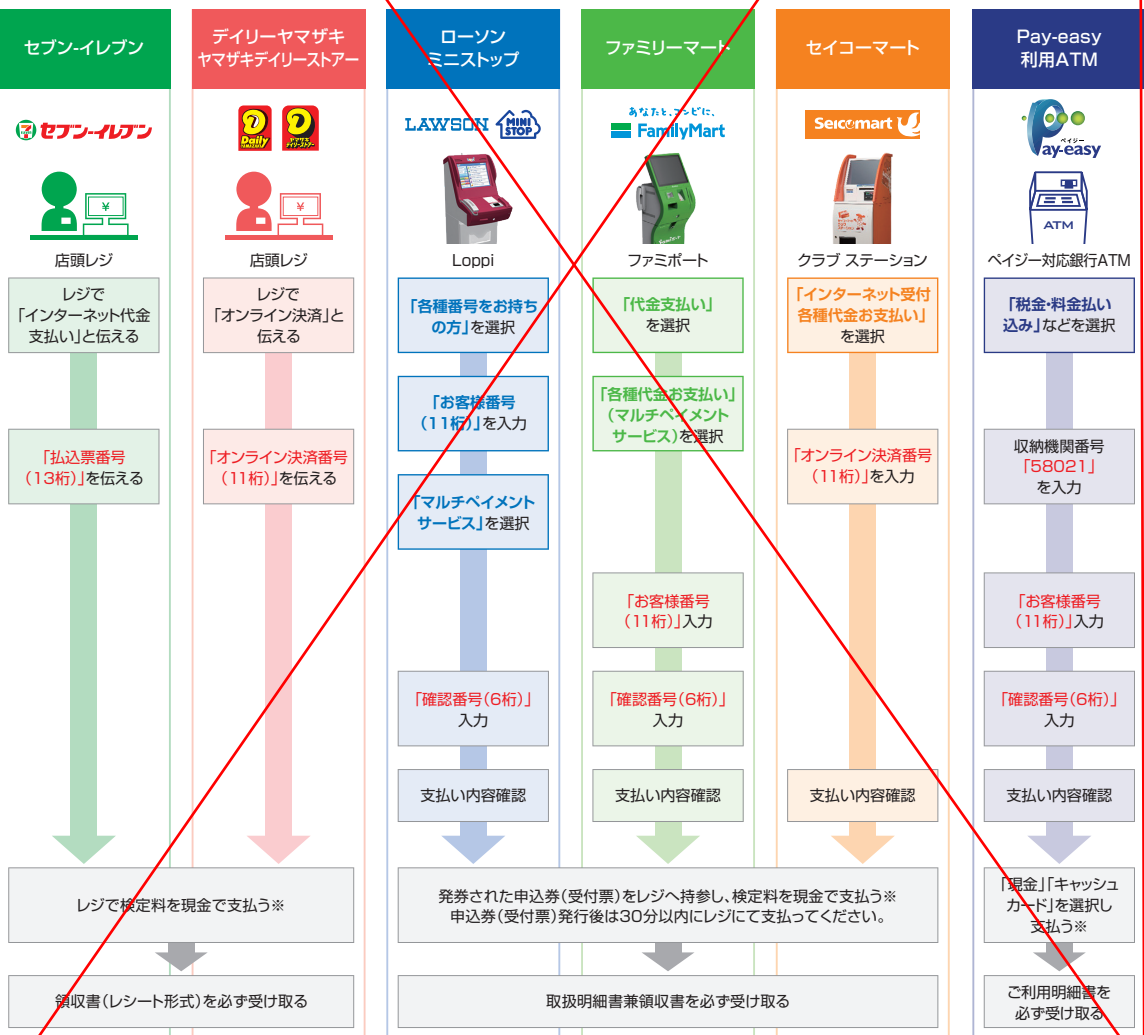 セブン-イレブン
デイリーヤマザキ
ヤマザキデイリーストアー
ローソン
ミニストップ
ファミリーマート
セイコーマート
Pay-easy
利用ATM
セブン-イレブン
Daily
YAMAZAKI
ヤマザキ
デイリーストアー
LAWSON
MINI
STOP
あなたと、コンビに、
FamilyMart
Seicomart
ペイジー
Pay-easy
¥
¥
ATM
店頭レジ
店頭レジ
Loppi
ファミポート
クラブ ステーション
ペイジー対応銀行ATM
レジで
「インターネット代金
支払い」と伝える
レジで
「オンライン決済」と
伝える
「各種番号をお持ち
の方」を選択
「代金支払い」
を選択
「インターネット受付
各種代金お支払い」
を選択
「税金・料金払い
込み」などを選択
「お客様番号
(11桁)」を入力
「各種代金お支払い」
(マルチペイメント
サービス)を選択
「払込票番号
(13桁)」を伝える
「オンライン決済番号
(11桁)」を伝える
「マルチペイメント
サービス」を選択
「オンライン決済番号
(11桁)」を入力
収納機関番号
「58021」
を入力
「お客様番号
(11桁)」入力
「お客様番号
(11桁)」入力
「確認番号(6桁)」
入力
「確認番号(6桁)」
入力
「確認番号(6桁)」
入力
支払い内容確認
支払い内容確認
支払い内容確認
支払い内容確認
レジで検定料を現金で支払う※
発券された申込券(受付票)をレジへ持参し、検定料を現金で支払う※
申込券(受付票)発行後は30分以内にレジにて支払ってください。
「現金」「キャッシュ
カード」を選択し
支払う※
領収書(レシート形式)を必ず受け取る
取扱明細書兼領収書を必ず受け取る
ご利用明細書を
必ず受け取る